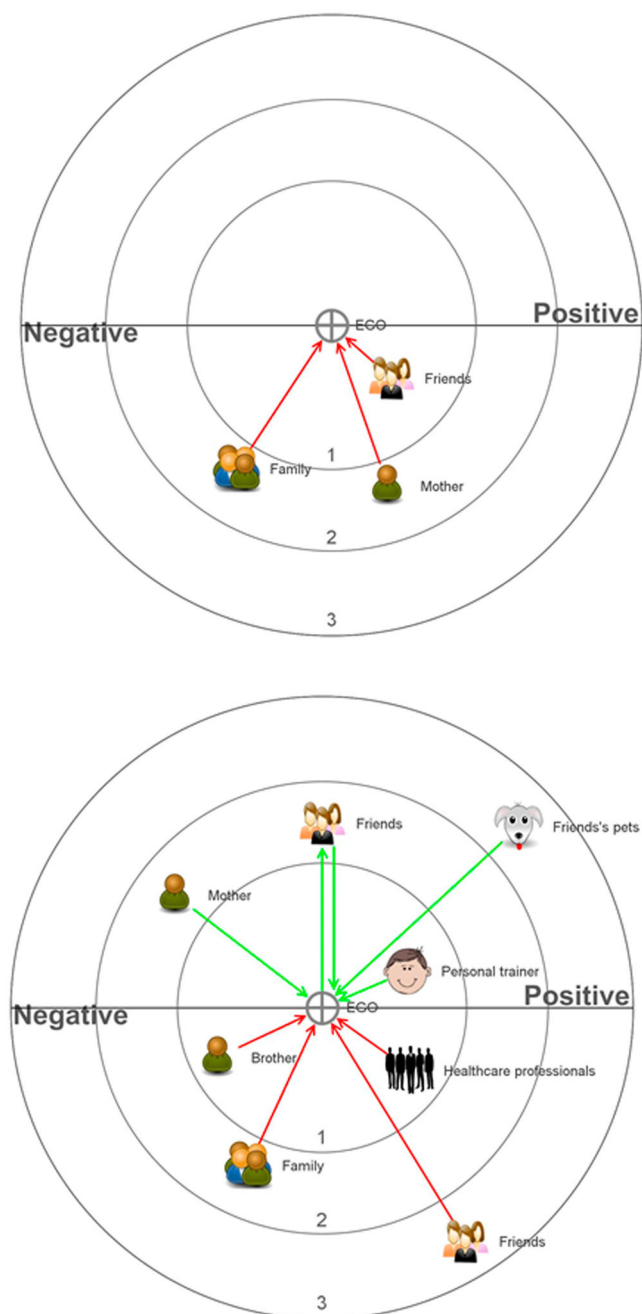 Negative
ECO
Positive
Friends
Family
1
Mother
2
3
Friends
Friends's pets
Mother
Personal trainer
Negative
ECO
Positive
Brother
Healthcare professionals
1
Family
2
Friends
3